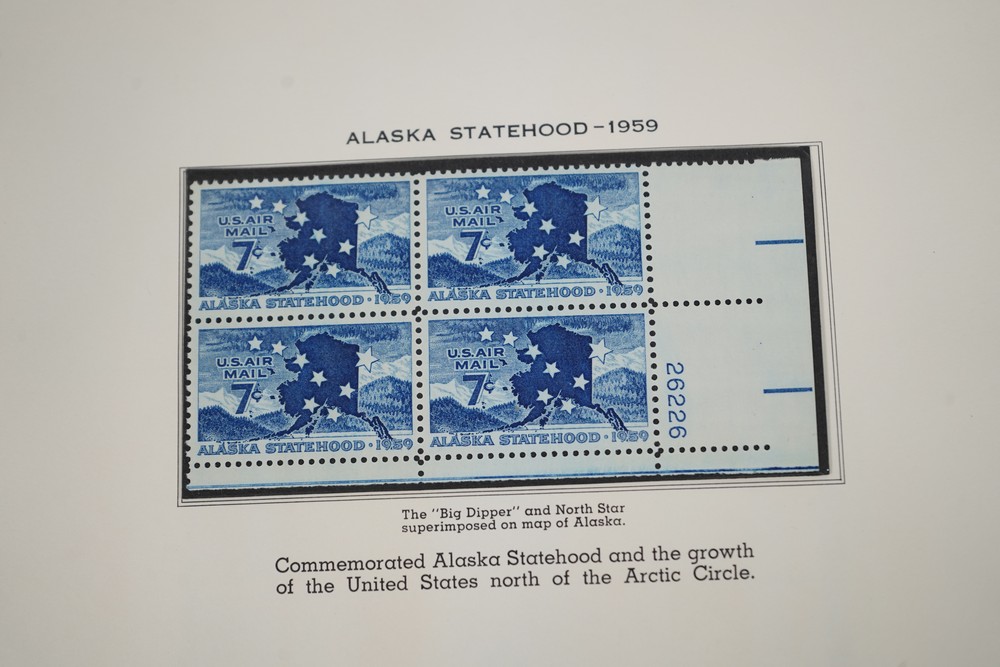 ALASKA STATEHOOD – 1959
U.S. AIR
MAIL
7¢
ALASKA STATEHOOD · 1959
U.S. AIR
MAIL
7¢
ALASKA STATEHOOD · 1959
U.S. AIR
MAIL
7¢
ALASKA STATEHOOD · 1959
U.S. AIR
MAIL
7¢
ALASKA STATEHOOD · 1959
26226
The "Big Dipper" and North Star
superimposed on map of Alaska.
Commemorated Alaska Statehood and the growth
of the United States north of the Arctic Circle.